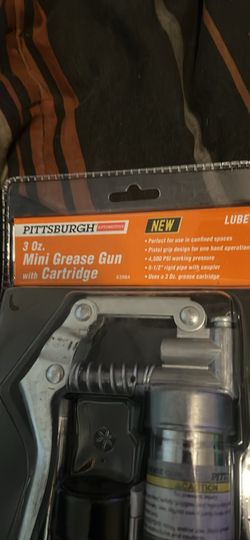 PITTSBURGH AUTOMOTIVE
NEW
LUBE
3 Oz.
Mini Grease Gun
with Cartridge
• Perfect for use in confined spaces
• Pistol grip design for one hand operation
• 4,500 PSI working pressure
• 5-1/2" rigid pipe with coupler
• Uses a 3 Oz. grease cartridge
PITT
CAUTION